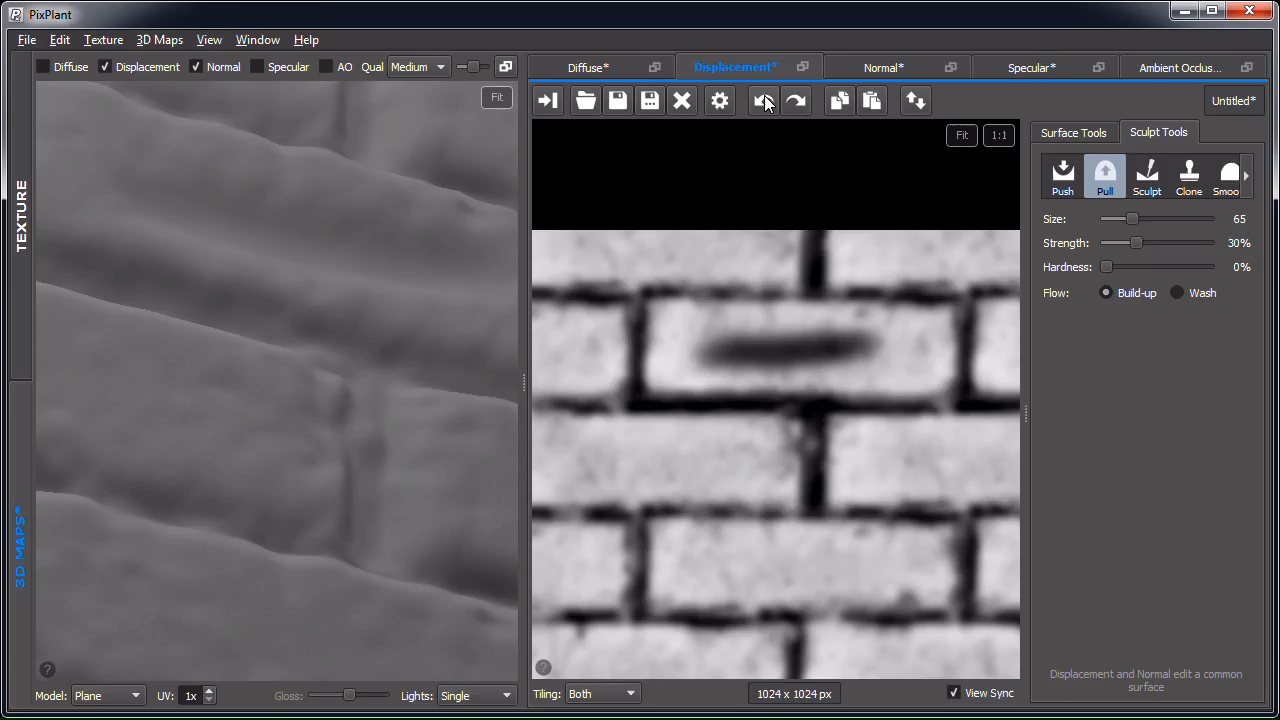 PixPlant
File Edit Texture 3D Maps View Window Help
Diffuse Displacement Normal Specular AO Qual Medium
Diffuse* Displacement* Normal* Specular* Ambient Occlus...
Fit
Untitled*
Fit 1:1
Surface Tools Sculpt Tools
Push Pull Sculpt Clone Smoo
Size: 65
Strength: 30%
Hardness: 0%
Flow: Build-up Wash
TEXTURE
3D MAPS*
?
?
Displacement and Normal edit a common
surface
Model: Plane UV: 1x Gloss: Lights: Single
Tiling: Both 1024 x 1024 px View Sync